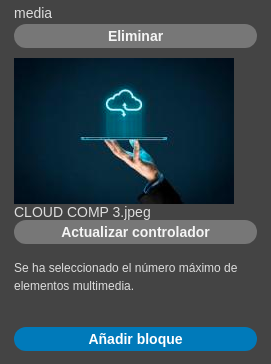 media
Eliminar
CLOUD COMP 3.jpeg
Actualizar controlador
Se ha seleccionado el número máximo de
elementos multimedia.
Añadir bloque